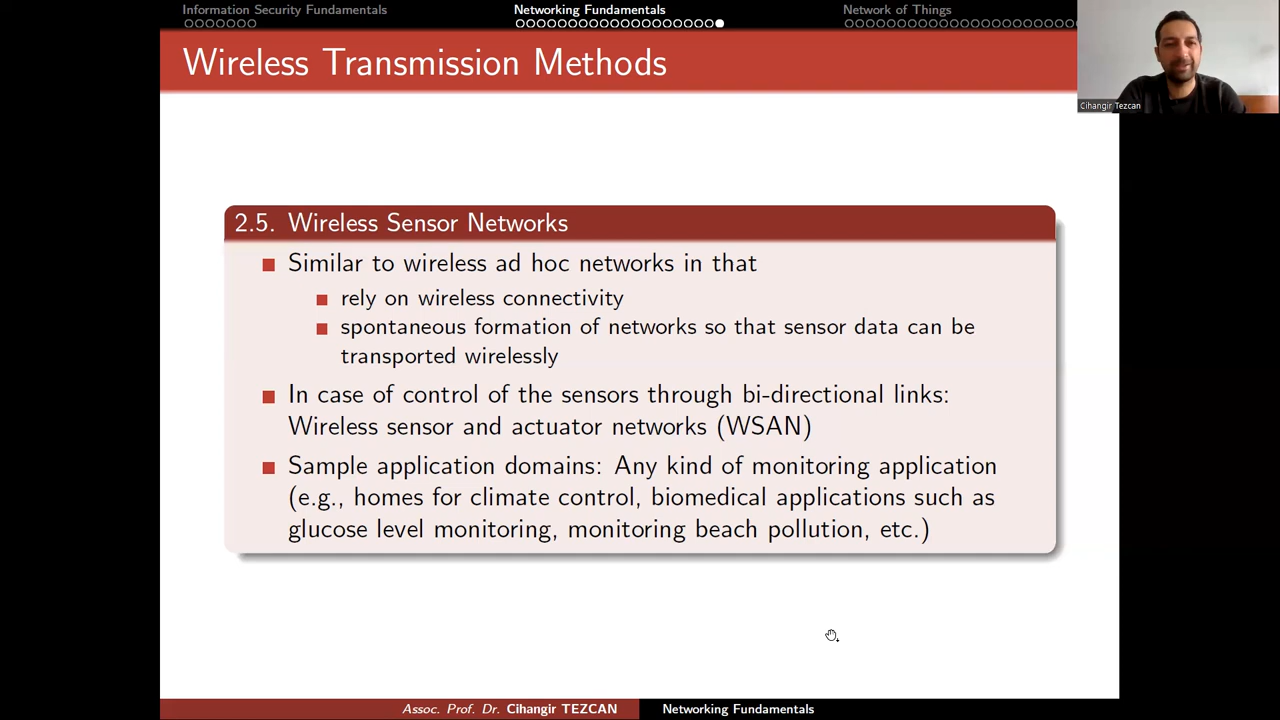 Information Security Fundamentals
Networking Fundamentals
Network of Things
Wireless Transmission Methods
Cihangir Tezcan
2.5. Wireless Sensor Networks
Similar to wireless ad hoc networks in that
rely on wireless connectivity
spontaneous formation of networks so that sensor data can be
transported wirelessly
In case of control of the sensors through bi-directional links:
Wireless sensor and actuator networks (WSAN)
Sample application domains: Any kind of monitoring application
(e.g., homes for climate control, biomedical applications such as
glucose level monitoring, monitoring beach pollution, etc.)
Assoc. Prof. Dr. Cihangir TEZCAN
Networking Fundamentals